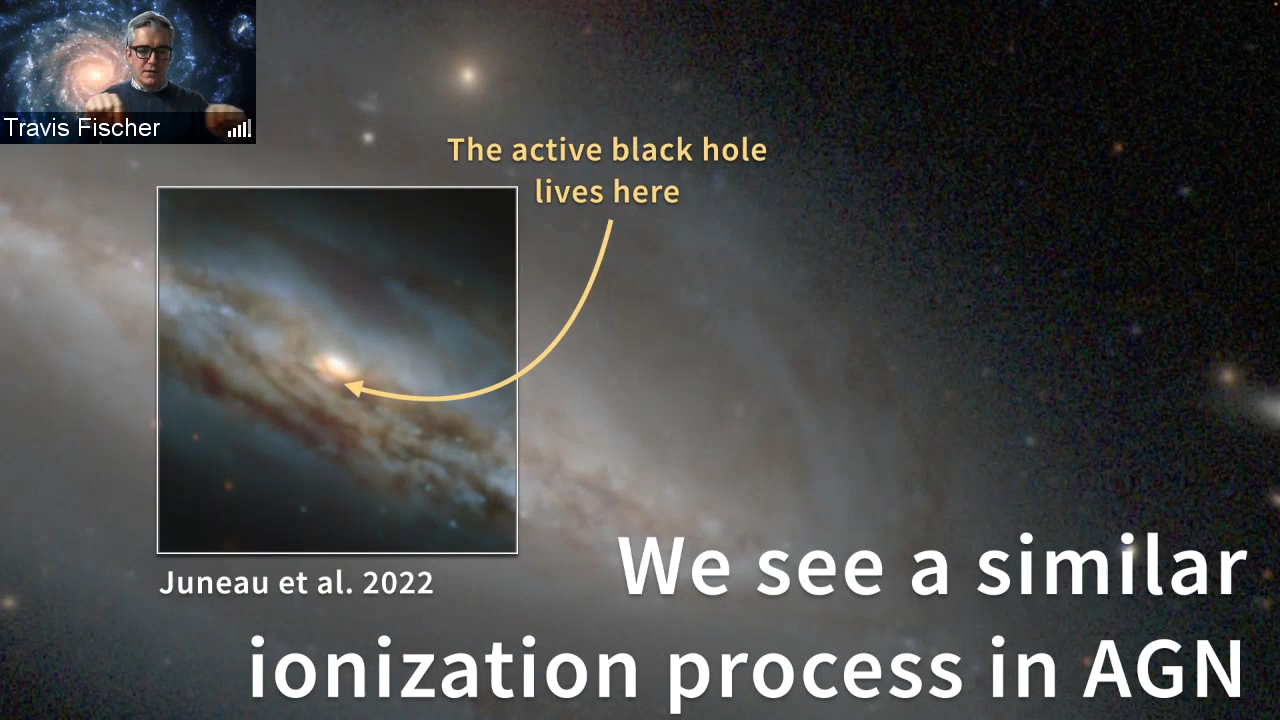 Travis Fischer
The active black hole
lives here
Juneau et al. 2022
We see a similar
ionization process in AGN